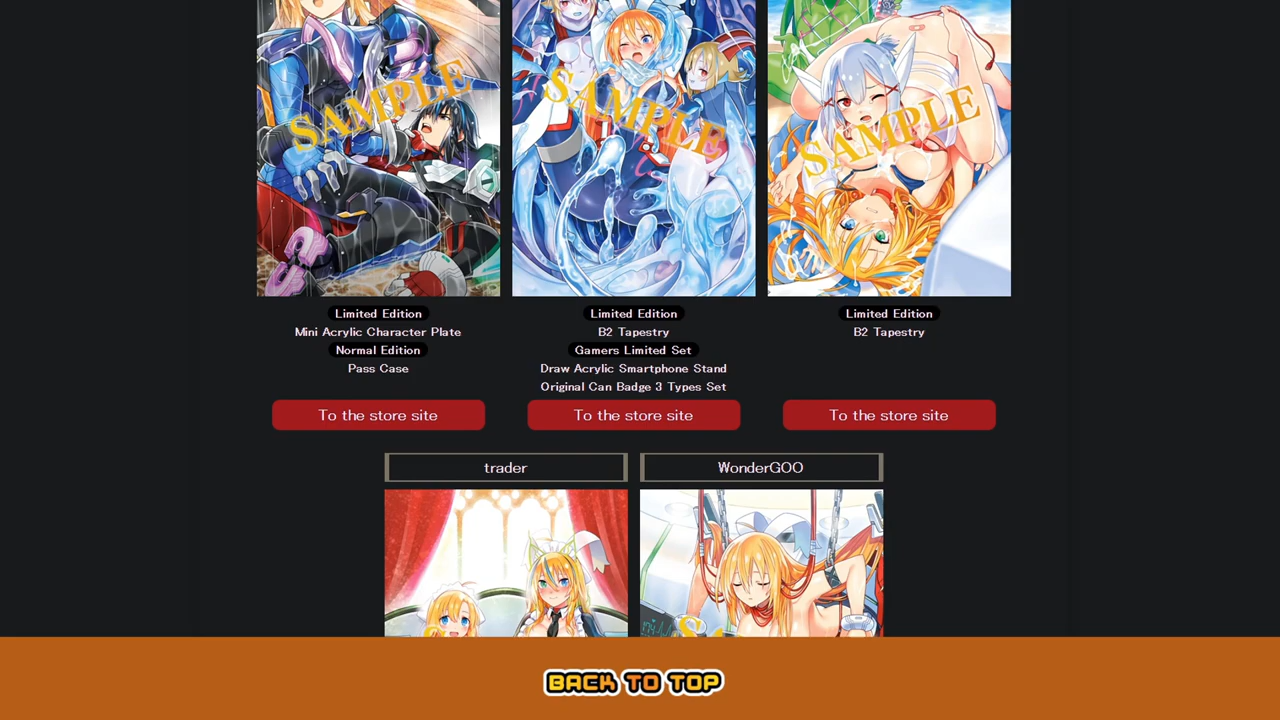 SAMPLE
SAMPLE
SAMPLE
Limited Edition
Mini Acrylic Character Plate
Normal Edition
Pass Case
Limited Edition
B2 Tapestry
Gamers Limited Set
Draw Acrylic Smartphone Stand
Original Can Badge 3 Types Set
Limited Edition
B2 Tapestry
To the store site
To the store site
To the store site
trader
WonderGOO
BACK TO TOP